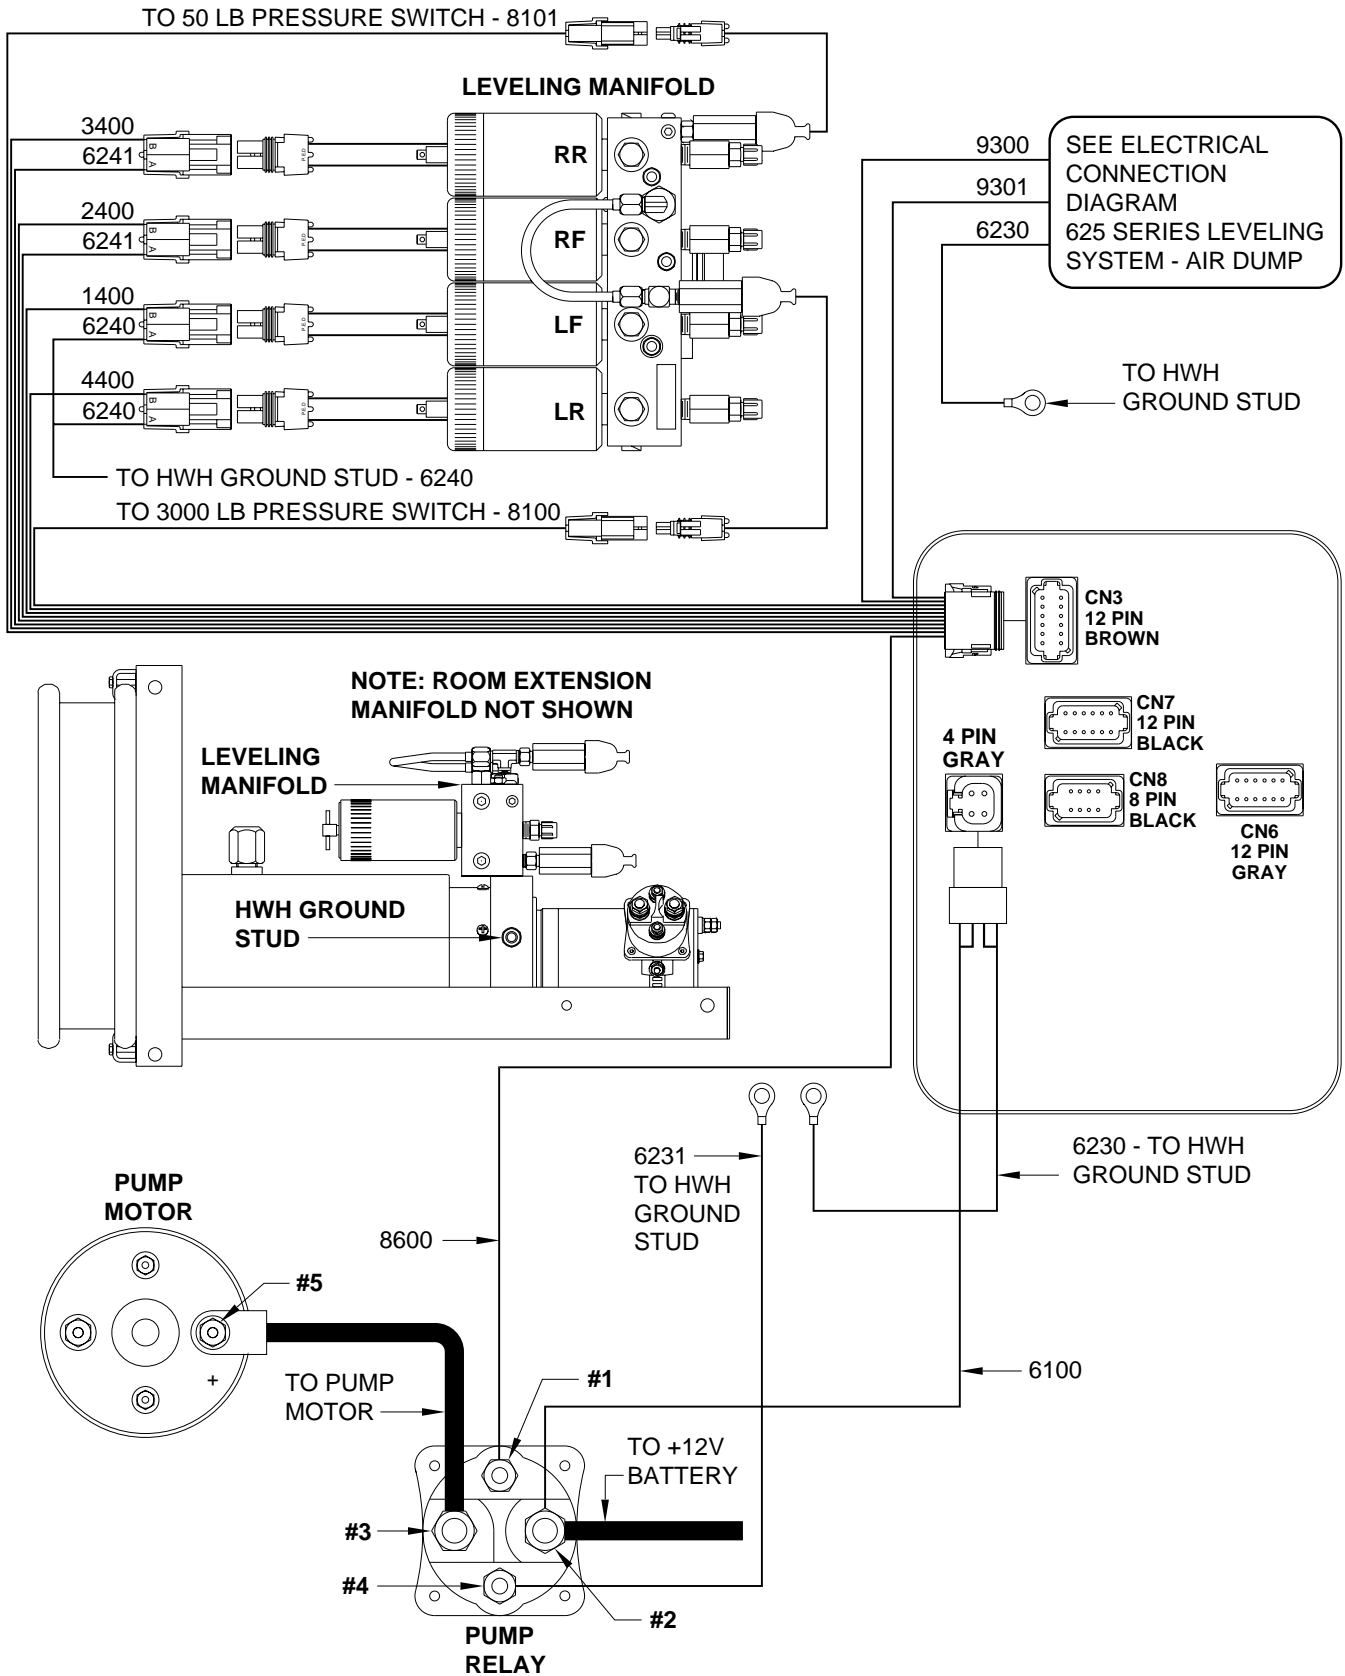 TO 50 LB PRESSURE SWITCH - 8101
LEVELING MANIFOLD
3400
6241
B
A
P.E.D.
RR
2400
6241
B
A
P.E.D.
RF
1400
6240
B
A
P.E.D.
LF
4400
6240
B
A
P.E.D.
LR
TO HWH GROUND STUD - 6240
TO 3000 LB PRESSURE SWITCH - 8100
9300
9301
6230
SEE ELECTRICAL
CONNECTION
DIAGRAM
625 SERIES LEVELING
SYSTEM - AIR DUMP
TO HWH
GROUND STUD
CN3
12 PIN
BROWN
CN7
12 PIN
BLACK
4 PIN
GRAY
CN8
8 PIN
BLACK
CN6
12 PIN
GRAY
NOTE: ROOM EXTENSION
MANIFOLD NOT SHOWN
LEVELING
MANIFOLD
HWH GROUND
STUD
6231
TO HWH
GROUND
STUD
6230 - TO HWH
GROUND STUD
PUMP
MOTOR
8600
#5
+
TO PUMP
MOTOR
#1
6100
TO +12V
BATTERY
#3
#4
#2
PUMP
RELAY